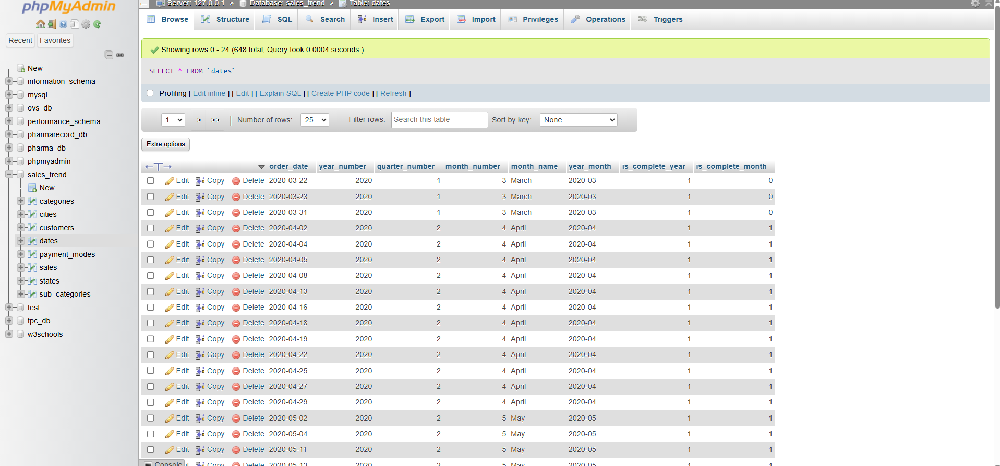 phpMyAdmin
Recent Favorites
New
information_schema
mysql
ovs_db
performance_schema
pharmarecord_db
pharma_db
phpmyadmin
sales_trend
New
categories
cities
customers
dates
payment_modes
sales
states
sub_categories
test
tpc_db
w3schools
Server: 127.0.0.1 » Database: sales_trend » Table: dates
Browse Structure SQL Search Insert Export Import Privileges Operations Triggers
Showing rows 0 - 24 (648 total, Query took 0.0004 seconds.)
SELECT * FROM `dates`
Profiling [ Edit inline ] [ Edit ] [ Explain SQL ] [ Create PHP code ] [ Refresh ]
1 > >> | Number of rows: 25 Filter rows: Search this table Sort by key: None
Extra options
←T→ order_date year_number quarter_number month_number month_name year_month is_complete_year is_complete_month
Edit Copy Delete 2020-03-22 2020 1 3 March 2020-03 1 0
Edit Copy Delete 2020-03-23 2020 1 3 March 2020-03 1 0
Edit Copy Delete 2020-03-31 2020 1 3 March 2020-03 1 0
Edit Copy Delete 2020-04-02 2020 2 4 April 2020-04 1 1
Edit Copy Delete 2020-04-04 2020 2 4 April 2020-04 1 1
Edit Copy Delete 2020-04-05 2020 2 4 April 2020-04 1 1
Edit Copy Delete 2020-04-08 2020 2 4 April 2020-04 1 1
Edit Copy Delete 2020-04-13 2020 2 4 April 2020-04 1 1
Edit Copy Delete 2020-04-16 2020 2 4 April 2020-04 1 1
Edit Copy Delete 2020-04-18 2020 2 4 April 2020-04 1 1
Edit Copy Delete 2020-04-19 2020 2 4 April 2020-04 1 1
Edit Copy Delete 2020-04-22 2020 2 4 April 2020-04 1 1
Edit Copy Delete 2020-04-25 2020 2 4 April 2020-04 1 1
Edit Copy Delete 2020-04-27 2020 2 4 April 2020-04 1 1
Edit Copy Delete 2020-04-29 2020 2 4 April 2020-04 1 1
Edit Copy Delete 2020-05-02 2020 2 5 May 2020-05 1 1
Edit Copy Delete 2020-05-04 2020 2 5 May 2020-05 1 1
Edit Copy Delete 2020-05-11 2020 2 5 May 2020-05 1 1
Console Copy Delete 2020-05-13 2020 2 5 May 2020-05 1 1